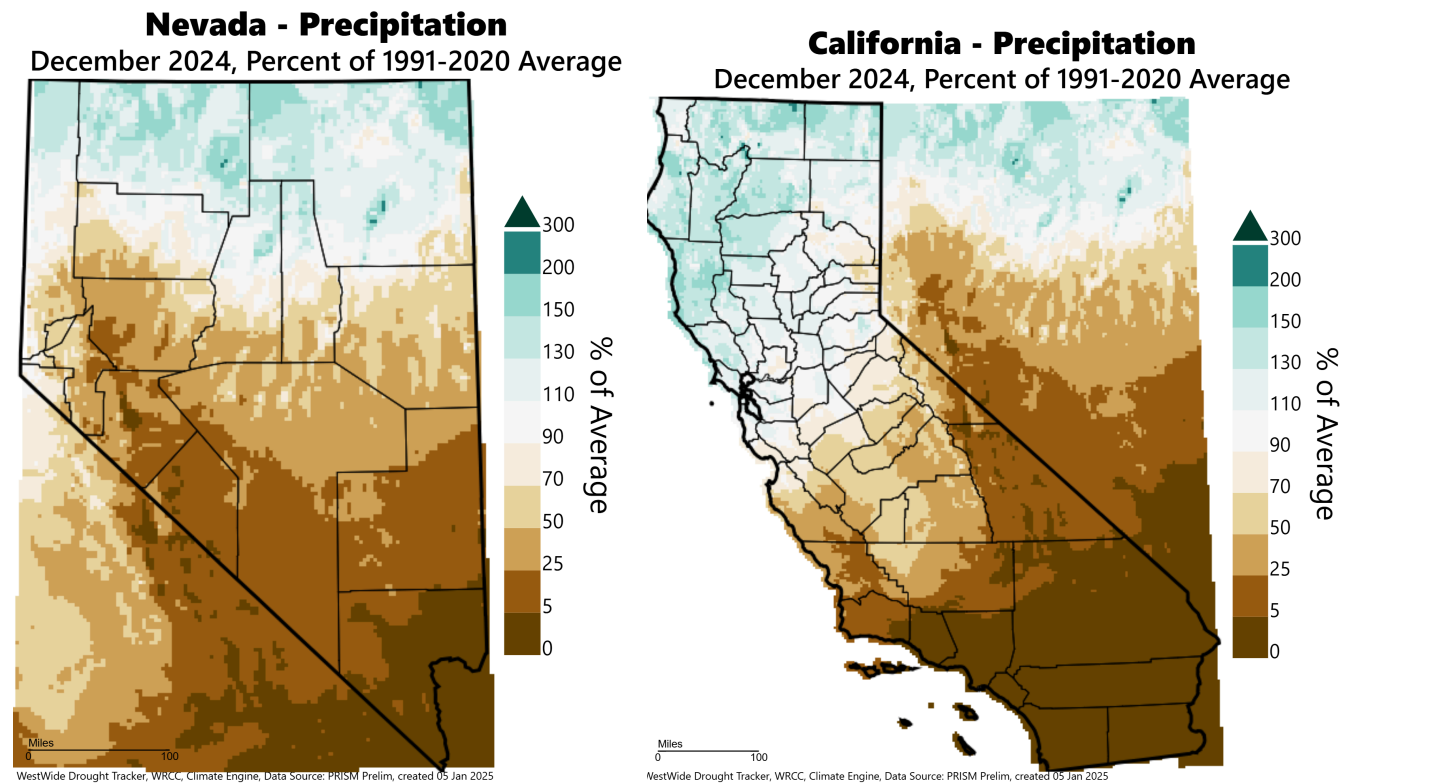 Nevada - Precipitation
December 2024, Percent of 1991-2020 Average
300
200
150
130
110
90
70
50
25
5
0
% of Average
Miles
0 100
WestWide Drought Tracker, WRCC, Climate Engine, Data Source: PRISM Prelim, created 05 Jan 2025
California - Precipitation
December 2024, Percent of 1991-2020 Average
300
200
150
130
110
90
70
50
25
5
0
% of Average
Miles
0 100
WestWide Drought Tracker, WRCC, Climate Engine, Data Source: PRISM Prelim, created 05 Jan 2025